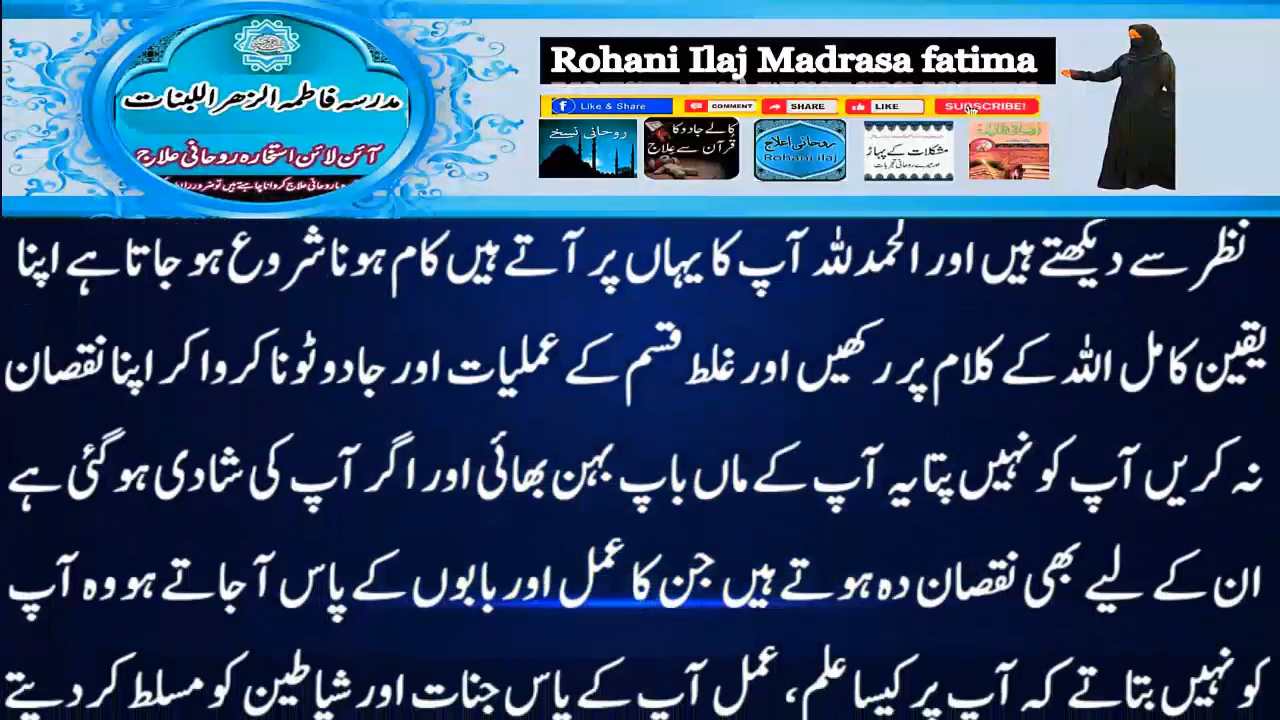 مدرسہ فاطمہ الزھرا للبنات
آئن لائن استخارہ روحانی علاج
Rohani Ilaj Madrasa fatima
Like & Share
COMMENT
SHARE
LIKE
SUBSCRIBE!
روحانی نسخ
کالے جادو کا
قرآن سے علاج
روحانی علاج
Rohani ilaj
مشکلات کے پہاڑ
نظر سے دیکھتے ہیں اور الحمدللہ آپ کا یہاں پر آتے ہیں کام ہونا شروع ہو جاتا ہے اپنا
یقین کامل اللہ کے کلام پر رکھیں اور غلط قسم کے عملیات اور جادو ٹونا کروا کر اپنا نقصان
نہ کریں آپ کو نہیں پتا یہ آپ کے ماں باپ بہن بھائی اور اگر آپ کی شادی ہو گئی ہے
ان کے لیے بھی نقصان دہ ہوتے ہیں جن کا عمل اور بابوں کے پاس آ جاتے ہو وہ آپ
کو نہیں بتاتے کہ آپ پر کیسا علم، عمل آپ کے پاس جنات اور شیاطین کو مسلط کر دیتے